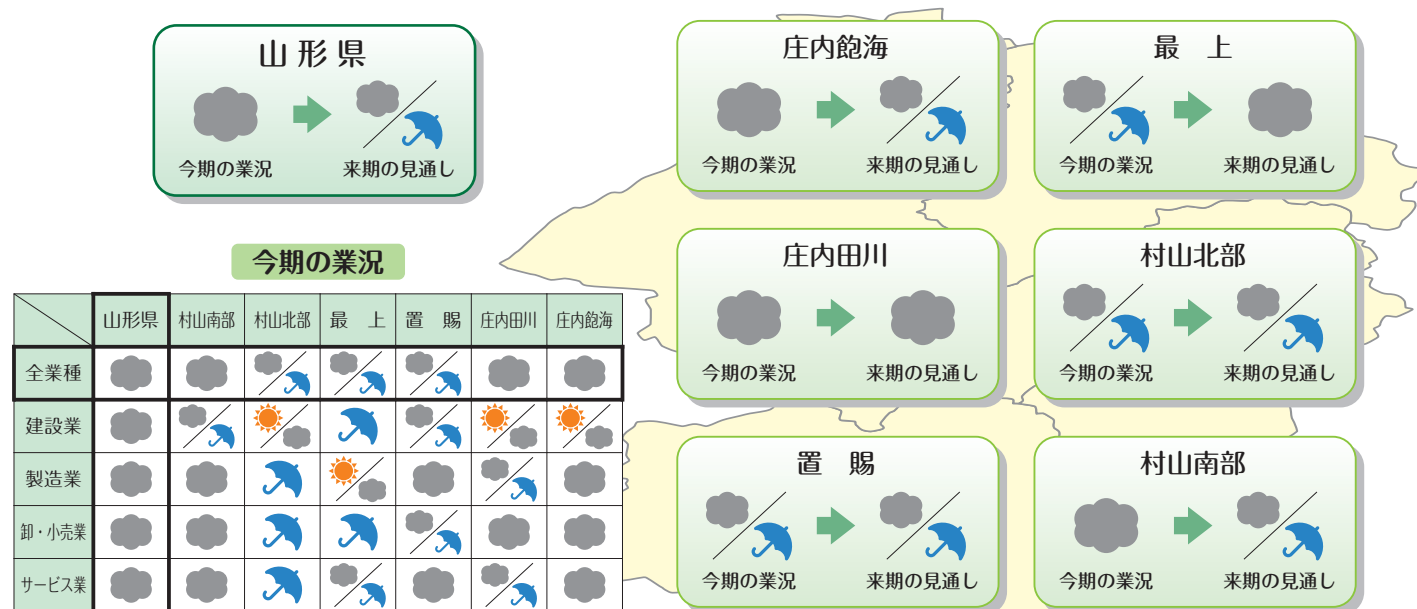 山形県
今期の業況 来期の見通し
庄内飽海
今期の業況 来期の見通し
最 上
今期の業況 来期の見通し
庄内田川
今期の業況 来期の見通し
村山北部
今期の業況 来期の見通し
置 賜
今期の業況 来期の見通し
村山南部
今期の業況 来期の見通し
今期の業況
山形県 村山南部 村山北部 最 上 置 賜 庄内田川 庄内飽海
全業種
建設業
製造業
卸・小売業
サービス業